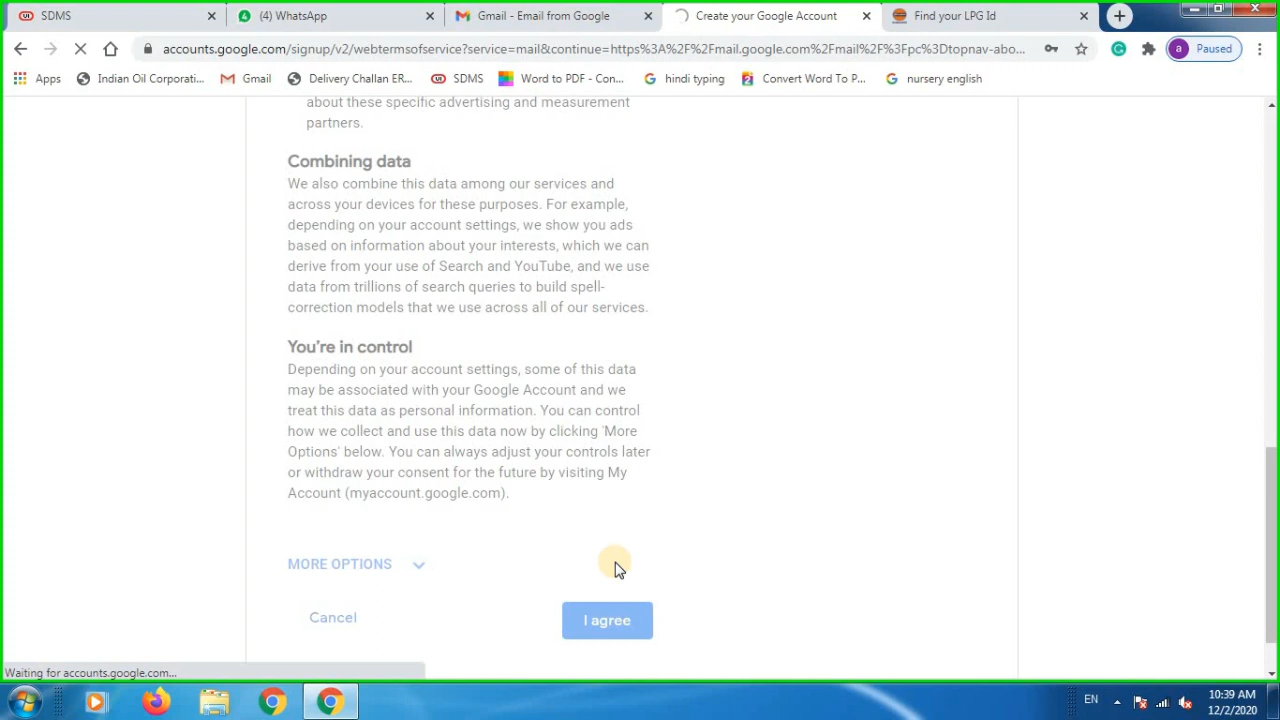 SDMS
(4) WhatsApp
Gmail - Email from Google
Create your Google Account
Find your LPG Id
accounts.google.com/signup/v2/webtermsofservice?service=mail&continue=https%3A%2F%2Fmail.google.com%2Fmail%2F%3Fpc%3Dtopnav-abo...
a Paused
Apps
Indian Oil Corporati...
Gmail
Delivery Challan ER...
SDMS
Word to PDF - Con...
hindi typing
Convert Word To P...
nursery english
about these specific advertising and measurement
partners.
Combining data
We also combine this data among our services and
across your devices for these purposes. For example,
depending on your account settings, we show you ads
based on information about your interests, which we can
derive from your use of Search and YouTube, and we use
data from trillions of search queries to build spell-
correction models that we use across all of our services.
You're in control
Depending on your account settings, some of this data
may be associated with your Google Account and we
treat this data as personal information. You can control
how we collect and use this data now by clicking 'More
Options' below. You can always adjust your controls later
or withdraw your consent for the future by visiting My
Account (myaccount.google.com).
MORE OPTIONS
Cancel
I agree
Waiting for accounts.google.com...
EN
10:39 AM
12/2/2020